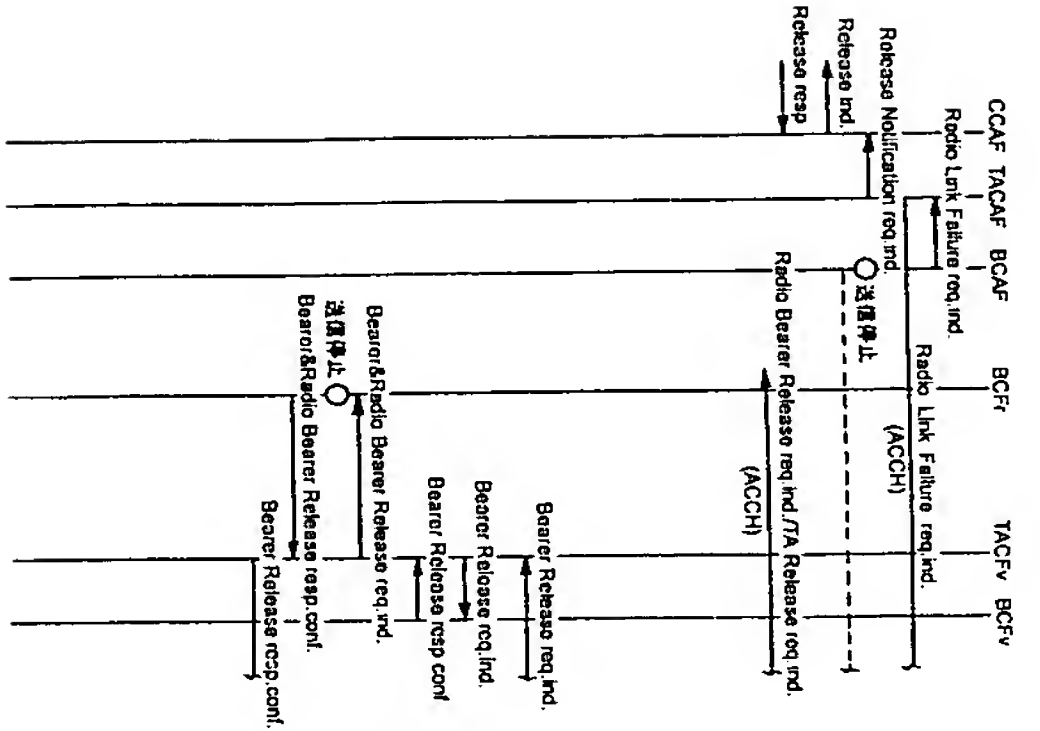 CCAF TACAF BCAF BCFr TACFv BCFv
Radio Link Failure req.ind.
Radio Link Failure req.ind.
(ACCH)
Release Notification req.ind.
送信停止
Release Ind.
Release resp
Radio Bearer Release req.ind./TA Release req.ind.
(ACCH)
Bearer Release req.ind.
Bearer Release req.ind.
Bearer Release resp conf
Bearer&Radio Bearer Release req.ind.
送信停止
Bearer&Radio Bearer Release resp.conf.
Bearer Release resp.conf.